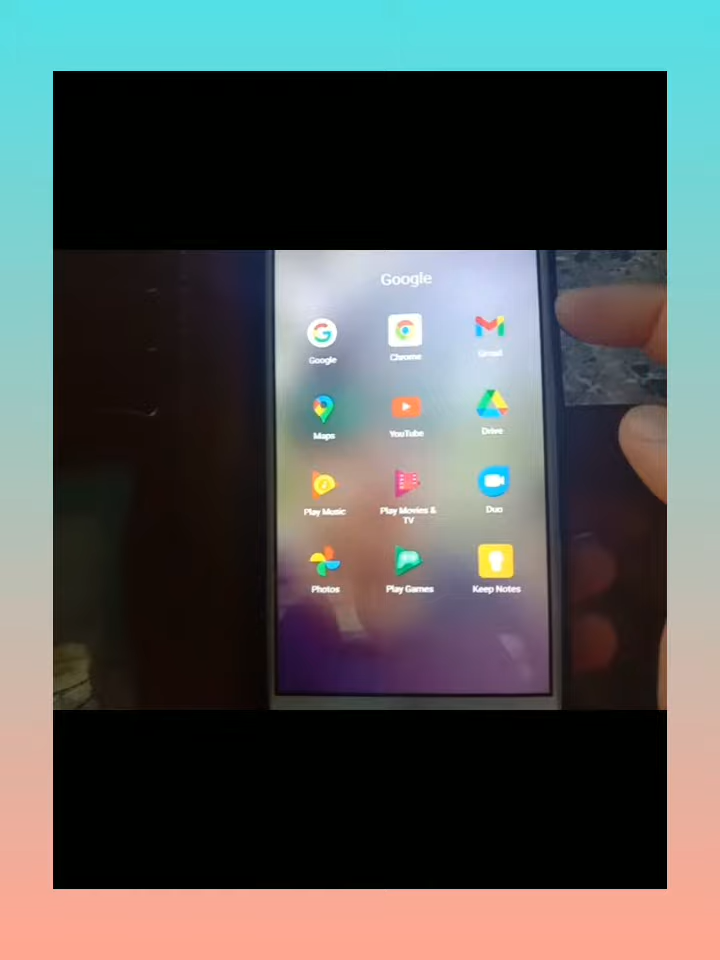 Google
Google
Chrome
Gmail
Maps
YouTube
Drive
Play Music
Play Movies &
TV
Duo
Photos
Play Games
Keep Notes